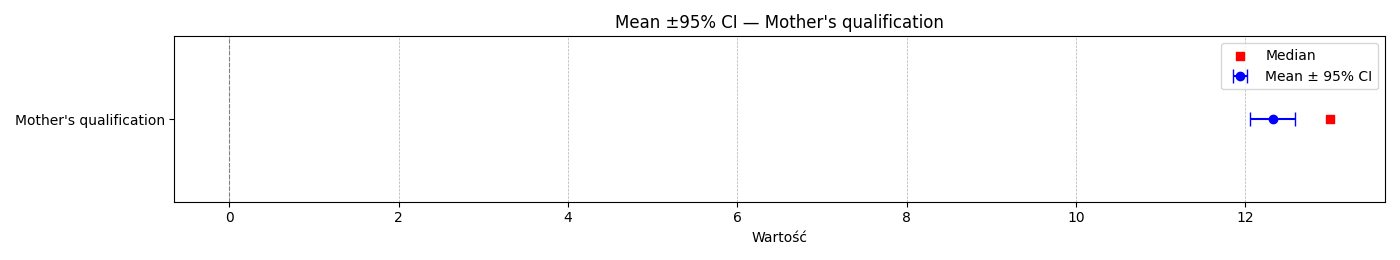 Mean ±95% CI — Mother's qualification
Median
Mean ± 95% CI
Mother's qualification
0 2 4 6 8 10 12
Wartość